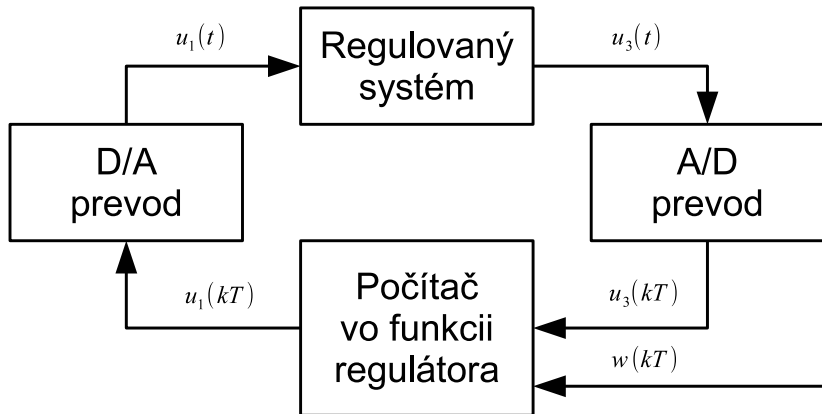 u₁(t)
Regulovaný
systém
u₃(t)
D/A
prevod
A/D
prevod
u₁(kT)
Počítač
vo funkcii
regulátora
u₃(kT)
w(kT)